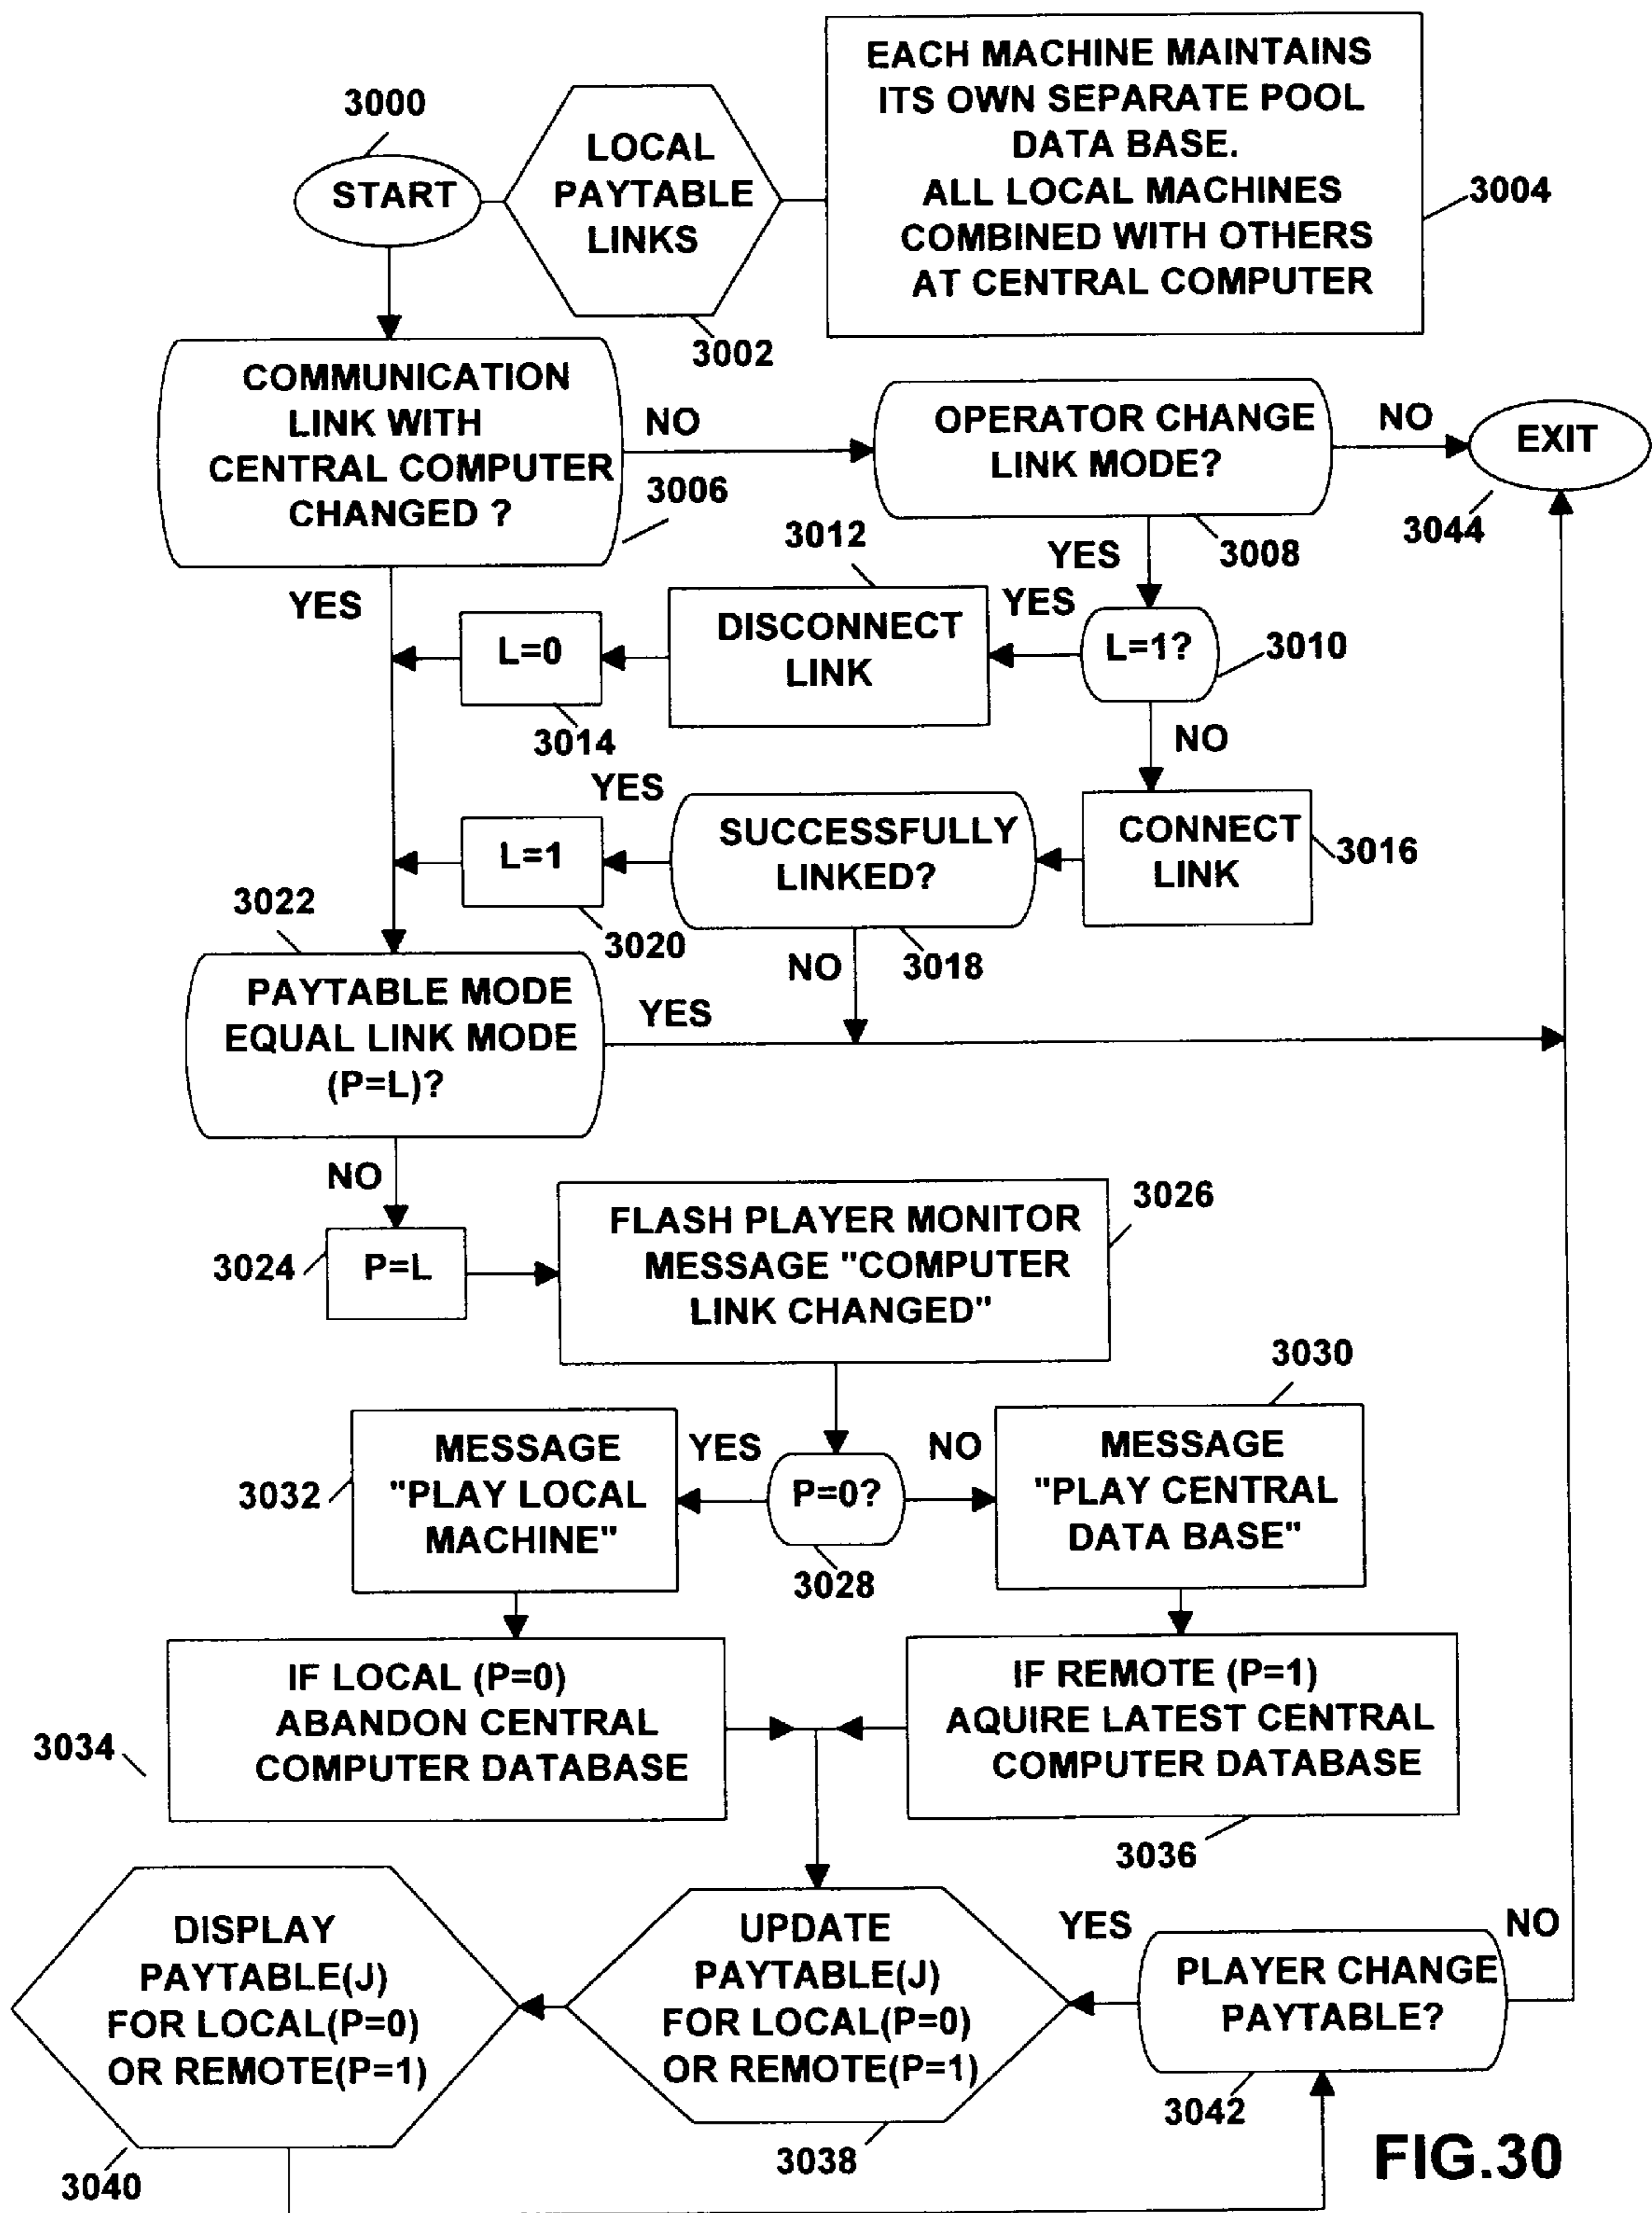 EACH MACHINE MAINTAINS
ITS OWN SEPARATE POOL
DATA BASE.
ALL LOCAL MACHINES
COMBINED WITH OTHERS
AT CENTRAL COMPUTER
3004
3000
START
LOCAL
PAYTABLE
LINKS
3002
COMMUNICATION
LINK WITH
CENTRAL COMPUTER
CHANGED ?
3006
NO
OPERATOR CHANGE
LINK MODE?
3008
NO
EXIT
3044
YES
YES
L=1?
3010
YES
DISCONNECT
LINK
3012
L=0
3014
NO
CONNECT
LINK
3016
SUCCESSFULLY
LINKED?
3018
YES
L=1
3020
NO
3022
PAYTABLE MODE
EQUAL LINK MODE
(P=L)?
YES
NO
3024
P=L
FLASH PLAYER MONITOR
MESSAGE "COMPUTER
LINK CHANGED"
3026
P=0?
3028
YES
NO
MESSAGE
"PLAY LOCAL
MACHINE"
3032
MESSAGE
"PLAY CENTRAL
DATA BASE"
3030
IF LOCAL (P=0)
ABANDON CENTRAL
COMPUTER DATABASE
3034
IF REMOTE (P=1)
AQUIRE LATEST CENTRAL
COMPUTER DATABASE
3036
DISPLAY
PAYTABLE(J)
FOR LOCAL(P=0)
OR REMOTE(P=1)
3040
UPDATE
PAYTABLE(J)
FOR LOCAL(P=0)
OR REMOTE(P=1)
3038
YES
PLAYER CHANGE
PAYTABLE?
3042
NO
FIG.30